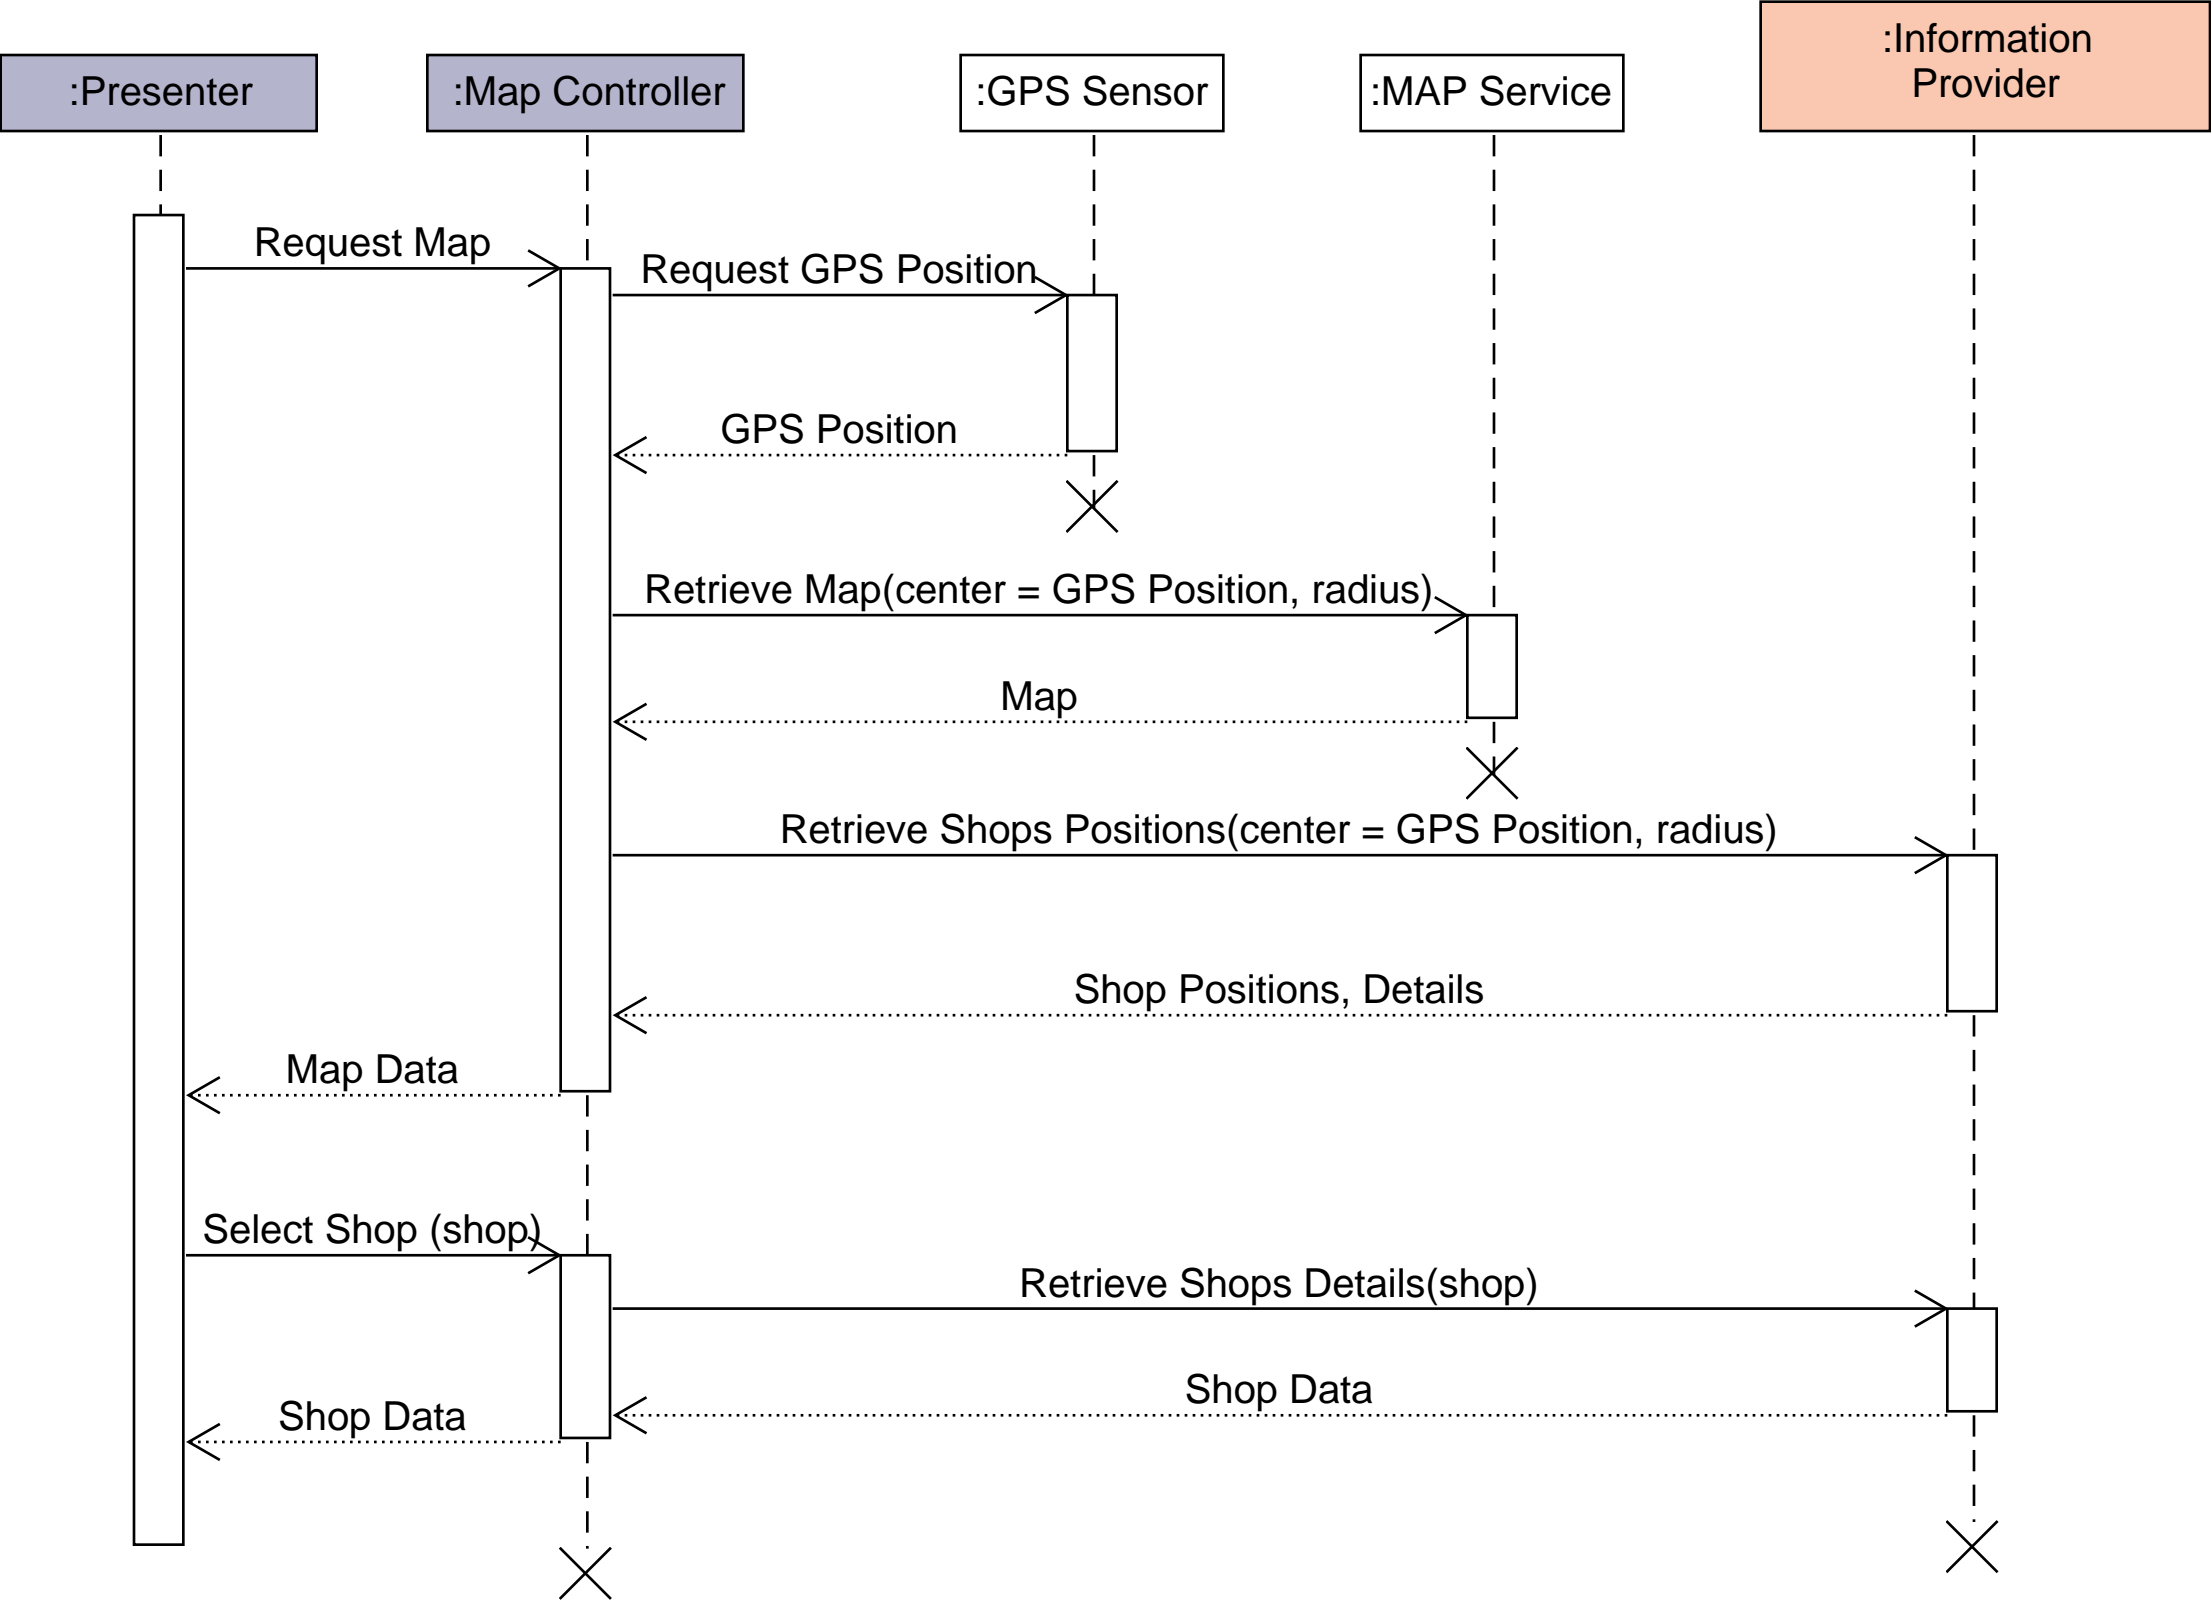 :Presenter
:Map Controller
:GPS Sensor
:MAP Service
:Information
Provider
Request Map
Request GPS Position
GPS Position
Retrieve Map(center = GPS Position, radius)
Map
Retrieve Shops Positions(center = GPS Position, radius)
Shop Positions, Details
Map Data
Select Shop (shop)
Retrieve Shops Details(shop)
Shop Data
Shop Data